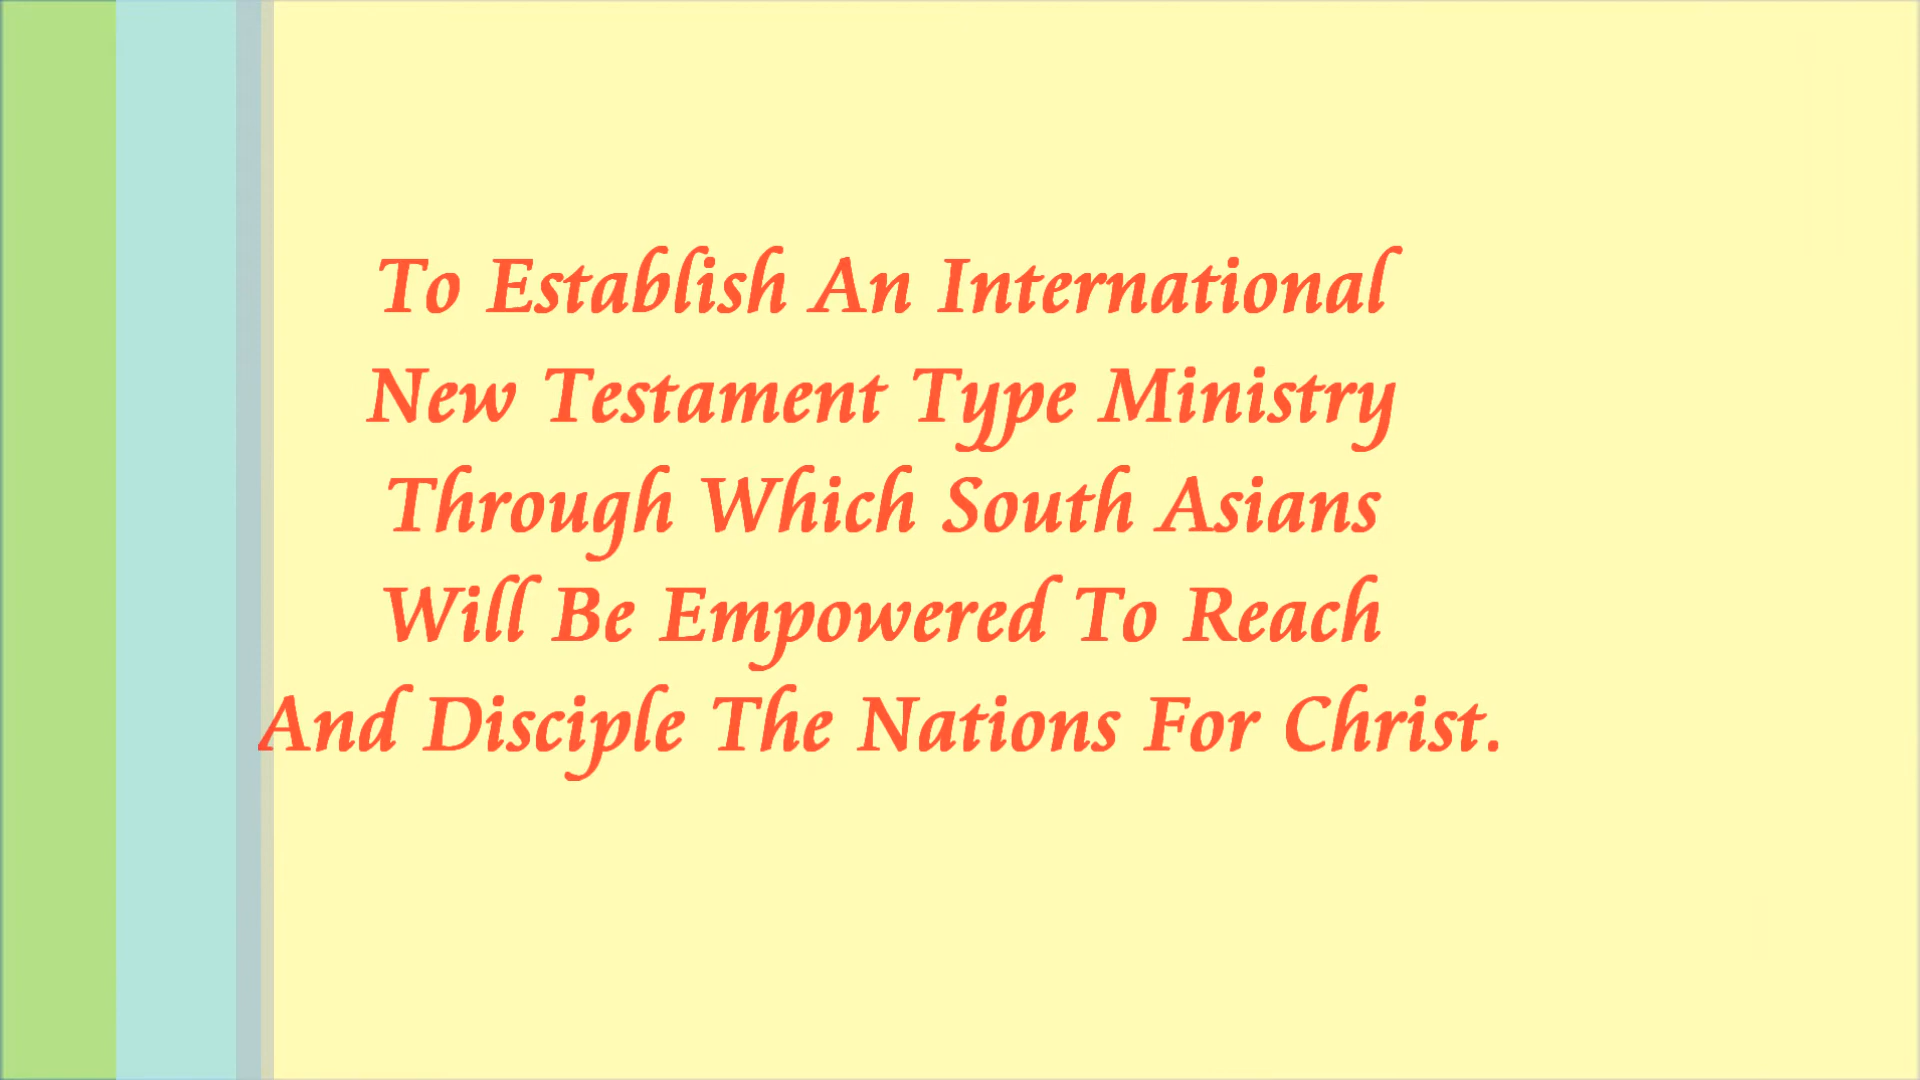 To Establish An International
New Testament Type Ministry
Through Which South Asians
Will Be Empowered To Reach
And Disciple The Nations For Christ.